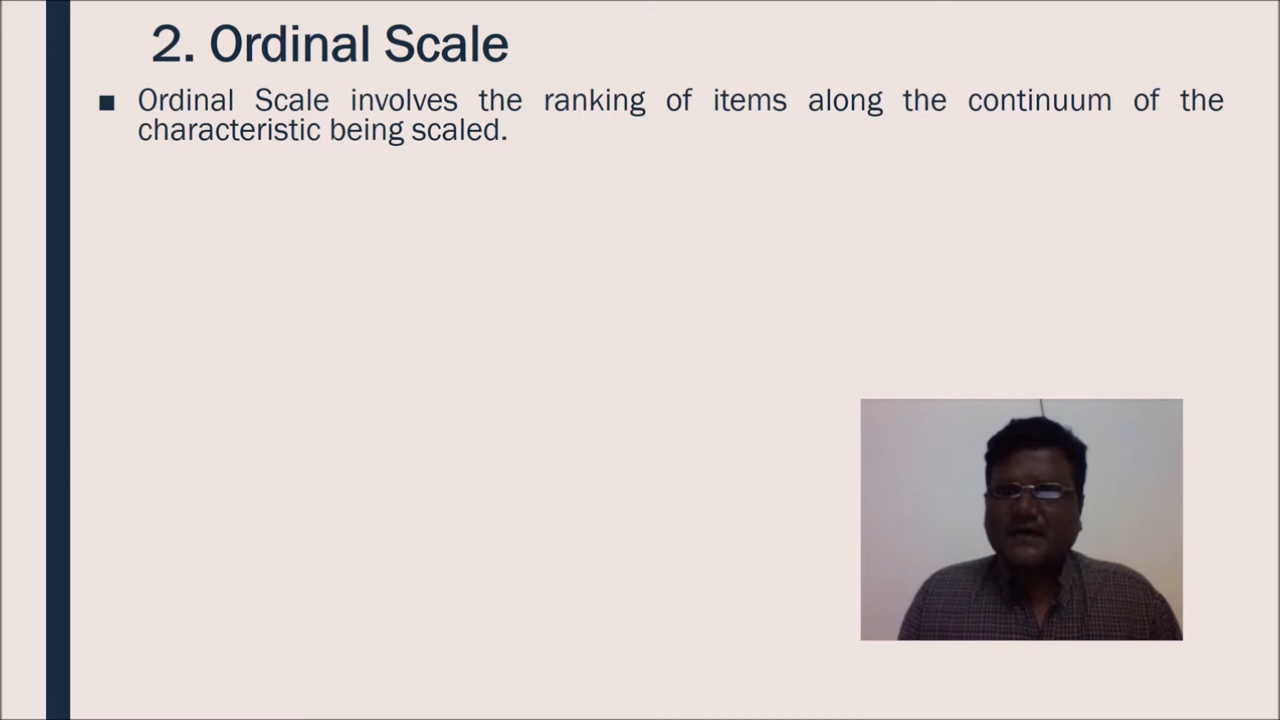 2. Ordinal Scale
■ Ordinal Scale involves the ranking of items along the continuum of the
characteristic being scaled.